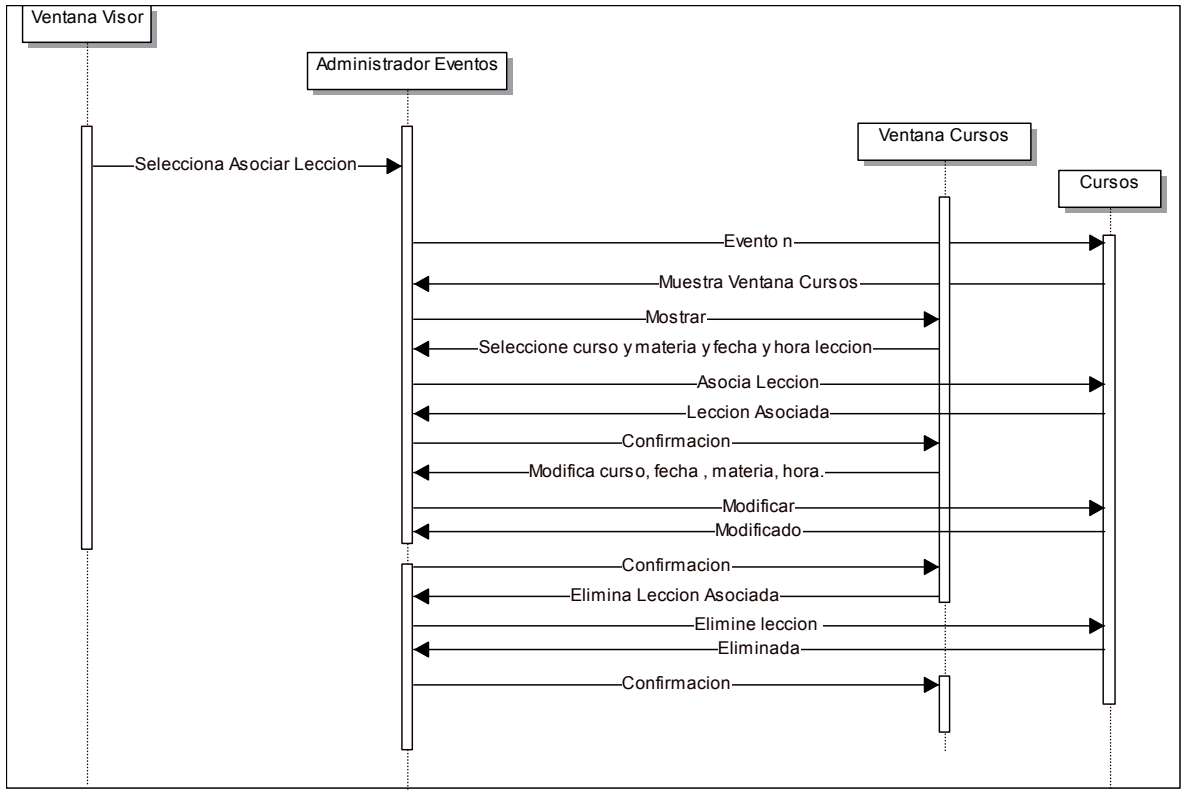 Ventana Visor
Administrador Eventos
Ventana Cursos
Cursos
Selecciona Asociar Leccion
Evento n
Muestra Ventana Cursos
Mostrar
Seleccione curso y materia y fecha y hora leccion
Asocia Leccion
Leccion Asociada
Confirmacion
Modifica curso, fecha , materia, hora.
Modificar
Modificado
Confirmacion
Elimina Leccion Asociada
Elimine leccion
Eliminada
Confirmacion